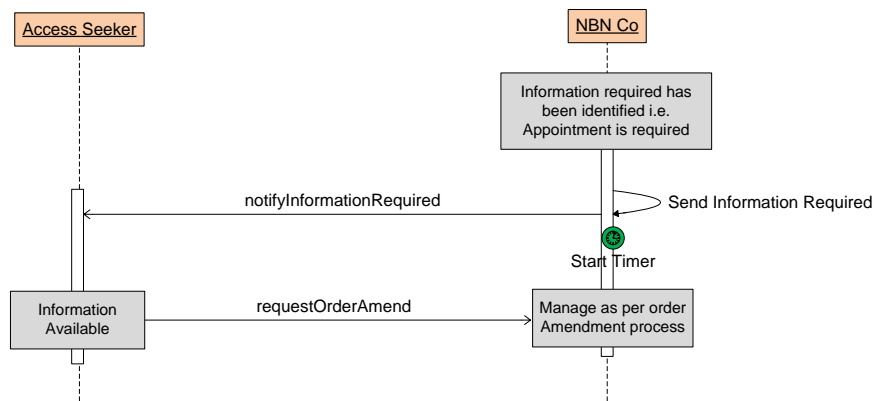 Access Seeker
NBN Co
Information required has
been identified i.e.
Appointment is required
notifyInformationRequired
Send Information Required
Start Timer
Information
Available
requestOrderAmend
Manage as per order
Amendment process